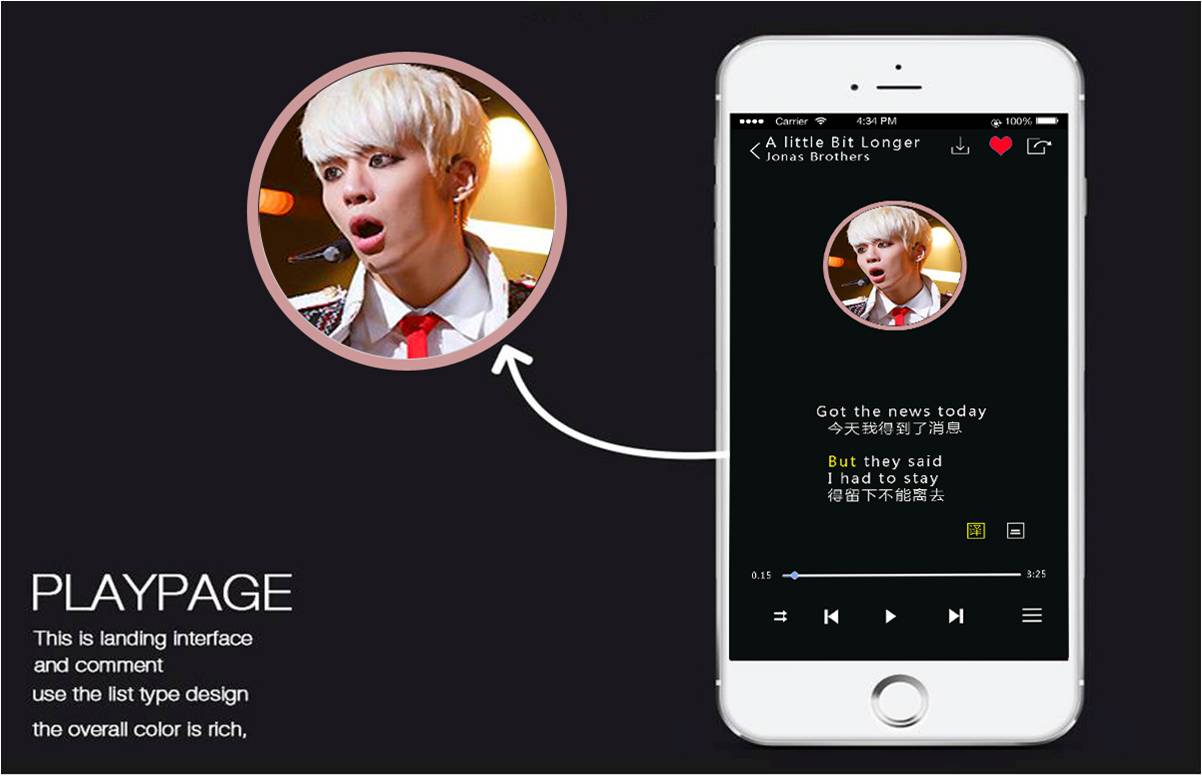 Carrier 4:34 PM 100%
A little Bit Longer
Jonas Brothers
Got the news today
今天我得到了消息
But they said
I had to stay
得留下不能离去
译
0.15 3:25
PLAYPAGE
This is landing interface
and comment
use the list type design
the overall color is rich,